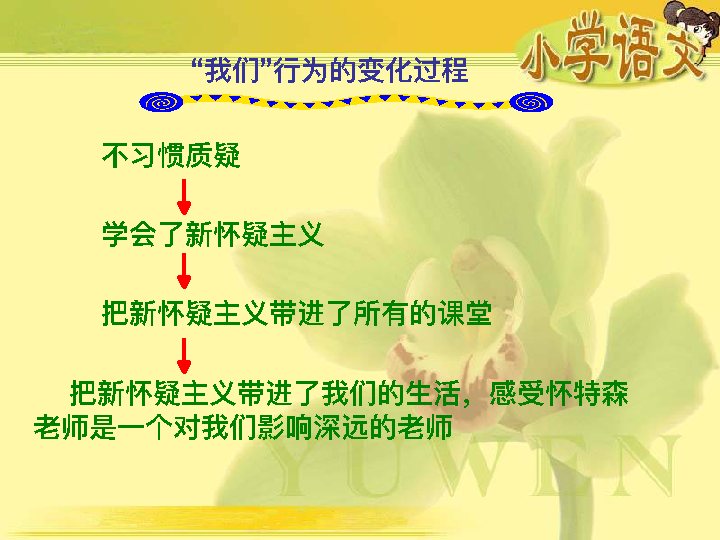 小学语文
“我们”行为的变化过程
不习惯质疑
学会了新怀疑主义
把新怀疑主义带进了所有的课堂
把新怀疑主义带进了我们的生活，感受怀特森
老师是一个对我们影响深远的老师
YUWEN